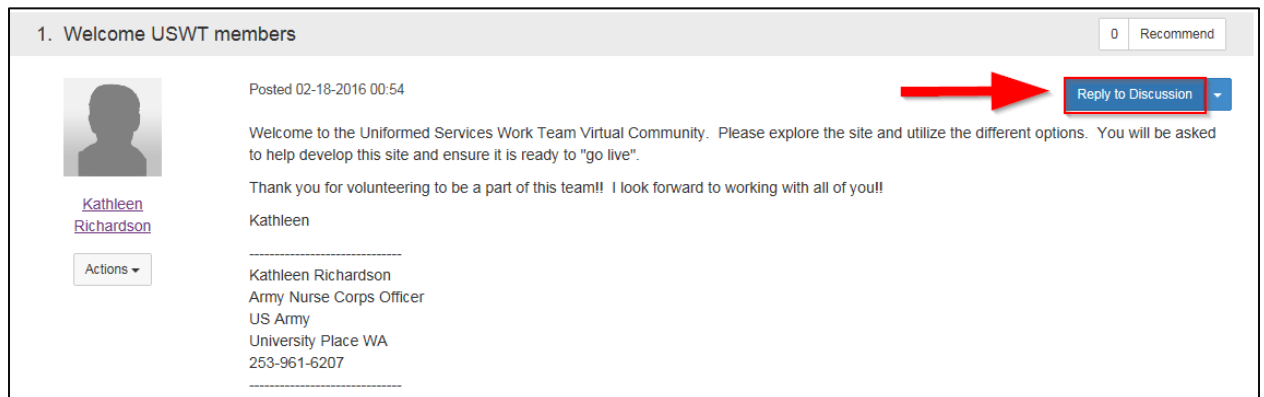 1. Welcome USWT members
0 Recommend
Posted 02-18-2016 00:54
Reply to Discussion
Welcome to the Uniformed Services Work Team Virtual Community.  Please explore the site and utilize the different options.  You will be asked
to help develop this site and ensure it is ready to "go live".
Thank you for volunteering to be a part of this team!!  I look forward to working with all of you!!
Kathleen
Richardson
Actions
Kathleen
------------------------------
Kathleen Richardson
Army Nurse Corps Officer
US Army
University Place WA
253-961-6207
------------------------------